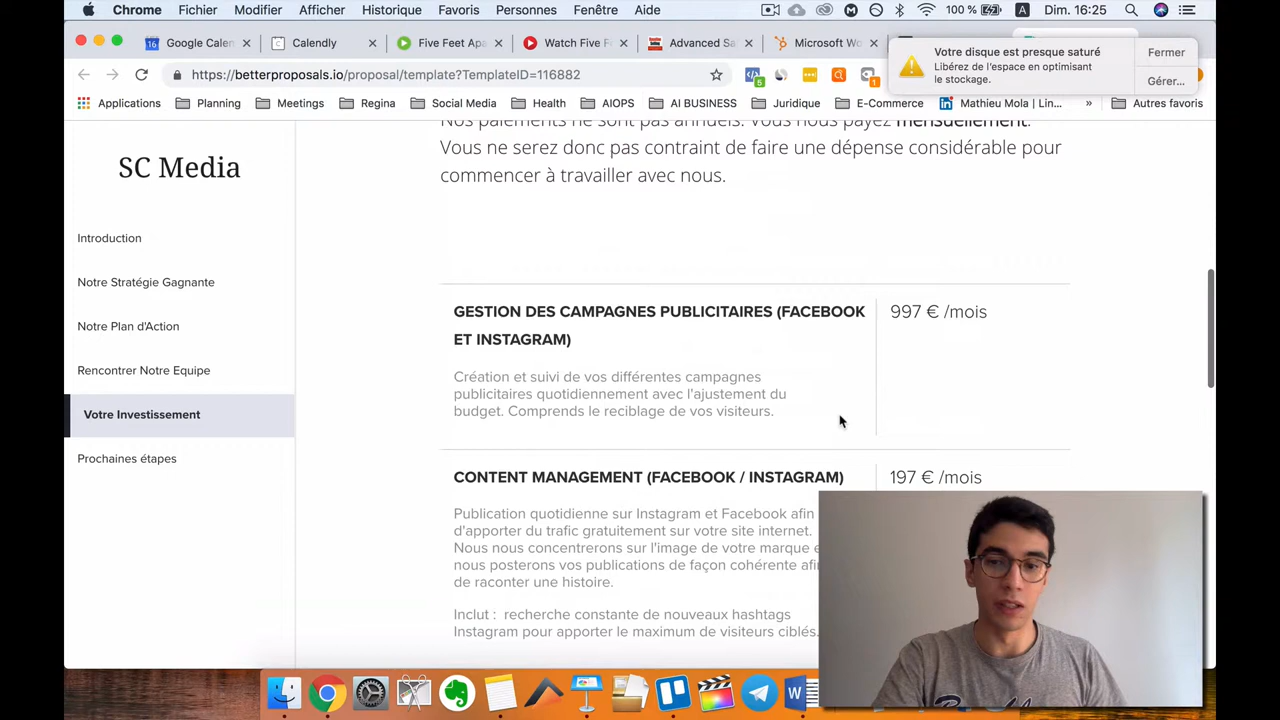 Chrome Fichier Modifier Afficher Historique Favoris Personnes Fenêtre Aide 100 % A Dim. 16:25
Google Calen Calendly Five Feet Apa Watch Five F Advanced Sa Microsoft Wo
https://betterproposals.io/proposal/template?TemplateID=116882
Votre disque est presque saturé
Libérez de l'espace en optimisant
le stockage.
Fermer
Gérer...
Applications Planning Meetings Regina Social Media Health AIOPS AI BUSINESS Juridique E-Commerce Mathieu Mola | Lin... » Autres favoris
SC Media
Introduction
Notre Stratégie Gagnante
Notre Plan d'Action
Rencontrer Notre Equipe
Votre Investissement
Prochaines étapes
Nos paiements ne sont pas annuels. Vous nous payez mensuellement.
Vous ne serez donc pas contraint de faire une dépense considérable pour
commencer à travailler avec nous.
GESTION DES CAMPAGNES PUBLICITAIRES (FACEBOOK
ET INSTAGRAM)
997 € /mois
Création et suivi de vos différentes campagnes
publicitaires quotidiennement avec l'ajustement du
budget. Comprends le reciblage de vos visiteurs.
CONTENT MANAGEMENT (FACEBOOK / INSTAGRAM)
197 € /mois
Publication quotidienne sur Instagram et Facebook afin
d'apporter du trafic gratuitement sur votre site internet.
Nous nous concentrerons sur l'image de votre marque e
nous posterons vos publications de façon cohérente afin
de raconter une histoire.
Inclut : recherche constante de nouveaux hashtags
Instagram pour apporter le maximum de visiteurs ciblés.